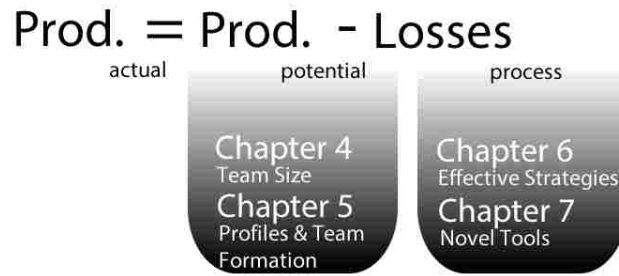 Prod. = Prod. - Losses
actual potential process
Chapter 4
Team Size
Chapter 5
Profiles & Team
Formation
Chapter 6
Effective Strategies
Chapter 7
Novel Tools